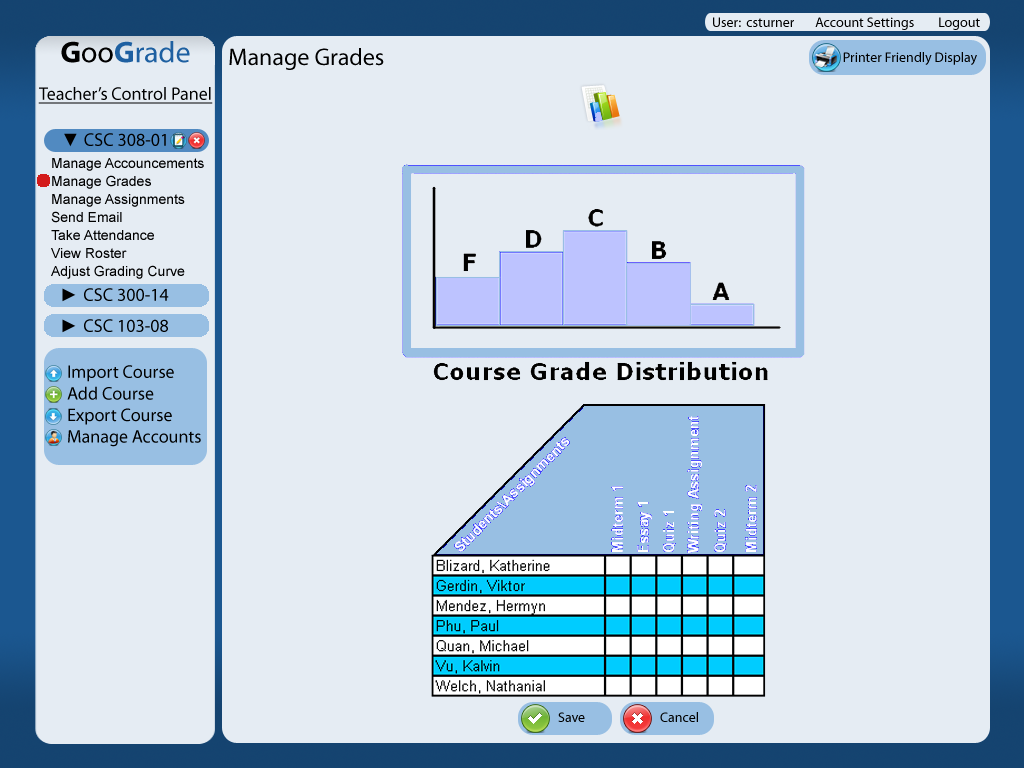 User: csturner Account Settings Logout
GooGrade
Manage Grades
Printer Friendly Display
Teacher's Control Panel
▼ CSC 308-01
Manage Accouncements
Manage Grades
Manage Assignments
Send Email
Take Attendance
View Roster
Adjust Grading Curve
► CSC 300-14
► CSC 103-08
Import Course
Add Course
Export Course
Manage Accounts
F
D
C
B
A
Course Grade Distribution
Students\Assignments
Midterm 1
Essay 1
Quiz 1
Writing Assignment
Quiz 2
Midterm 2
Blizard, Katherine
Gerdin, Viktor
Mendez, Hermyn
Phu, Paul
Quan, Michael
Vu, Kalvin
Welch, Nathanial
Save
Cancel